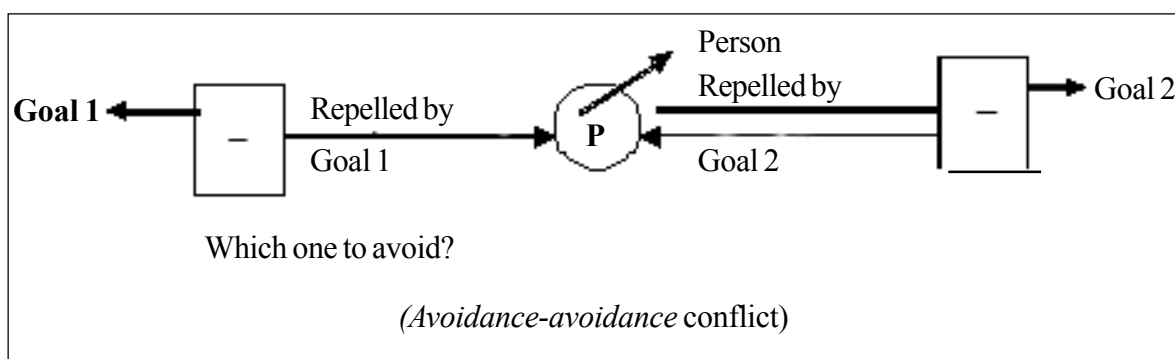 Person
Goal 1
–
Repelled by
Goal 1
P
Repelled by
Goal 2
–
Goal 2
Which one to avoid?
(Avoidance-avoidance conflict)